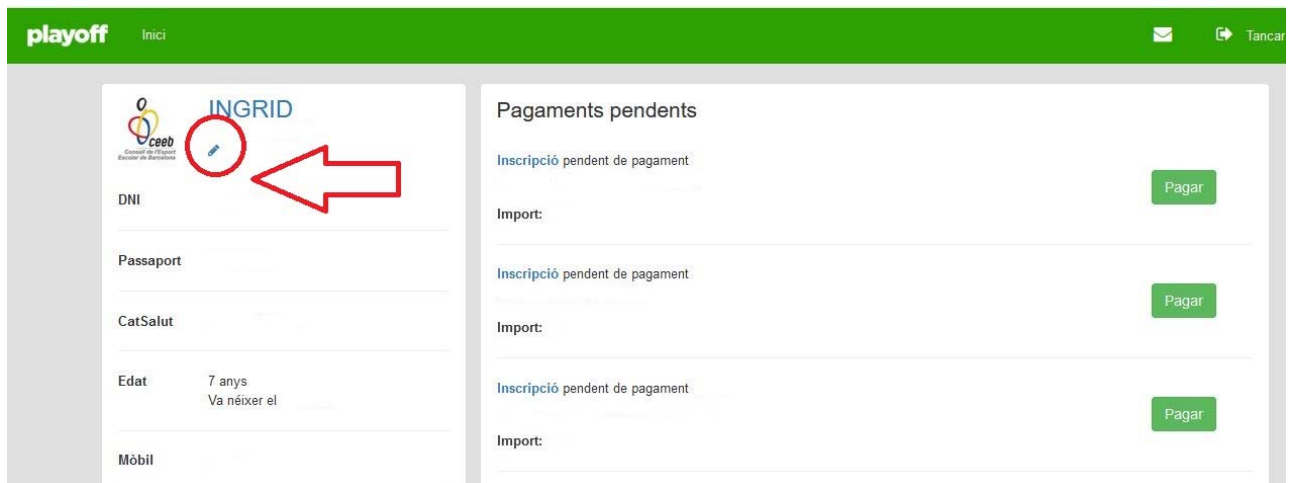 playoff Inici Tancar
INGRID
ceeb
Consell de l'Esport
Escolar de Barcelona
DNI
Passaport
CatSalut
Edat 7 anys
Va néixer el
Mòbil
Pagaments pendents
Inscripció pendent de pagament
Pagar
Import:
Inscripció pendent de pagament
Pagar
Import:
Inscripció pendent de pagament
Pagar
Import: